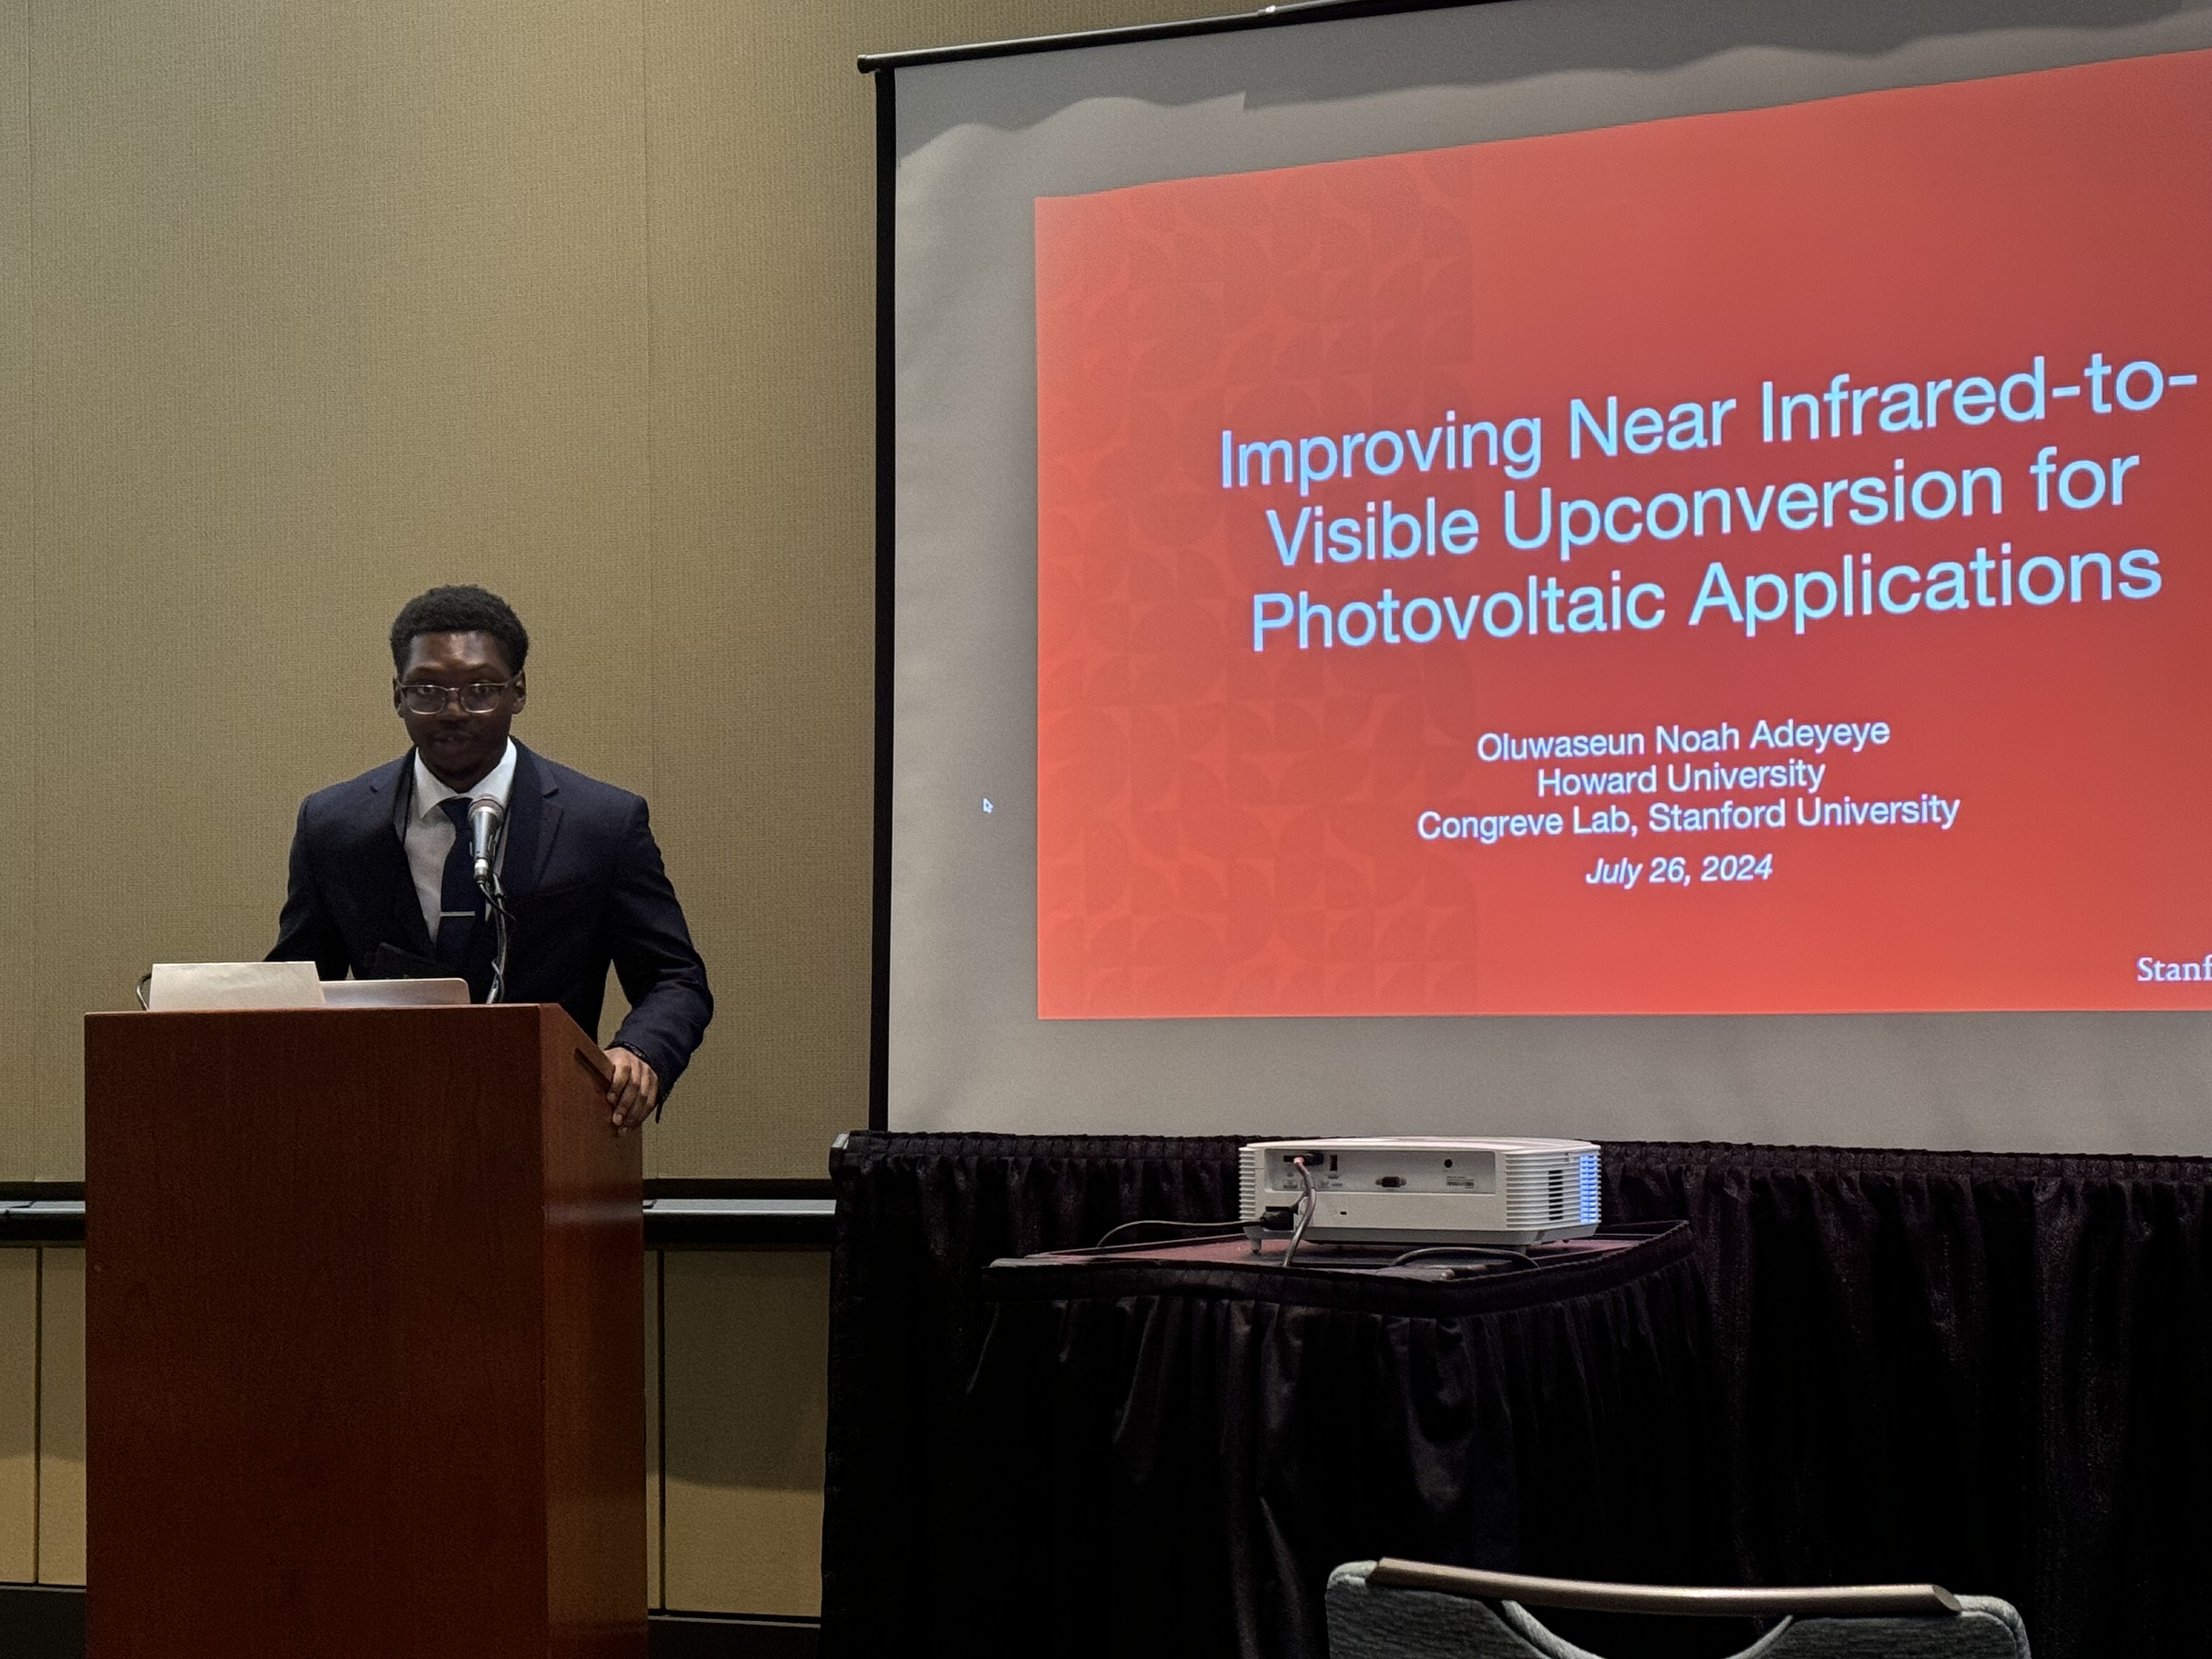 Improving Near Infrared-to-
Visible Upconversion for
Photovoltaic Applications
Oluwaseun Noah Adeyeye
Howard University
Congreve Lab, Stanford University
July 26, 2024
Stanf